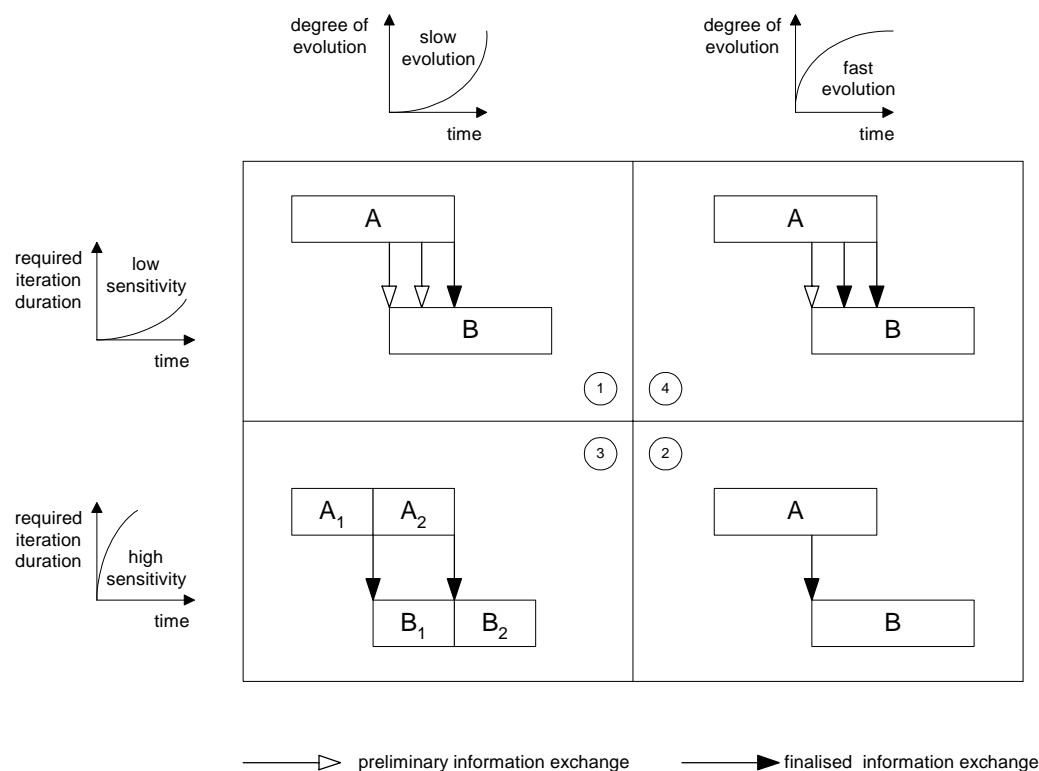 degree of
evolution
slow
evolution
time
degree of
evolution
fast
evolution
time
required
iteration
duration
low
sensitivity
time
A
B
1
A
B
4
required
iteration
duration
high
sensitivity
time
3
A1 A2
B1 B2
2
A
B
preliminary information exchange
finalised information exchange